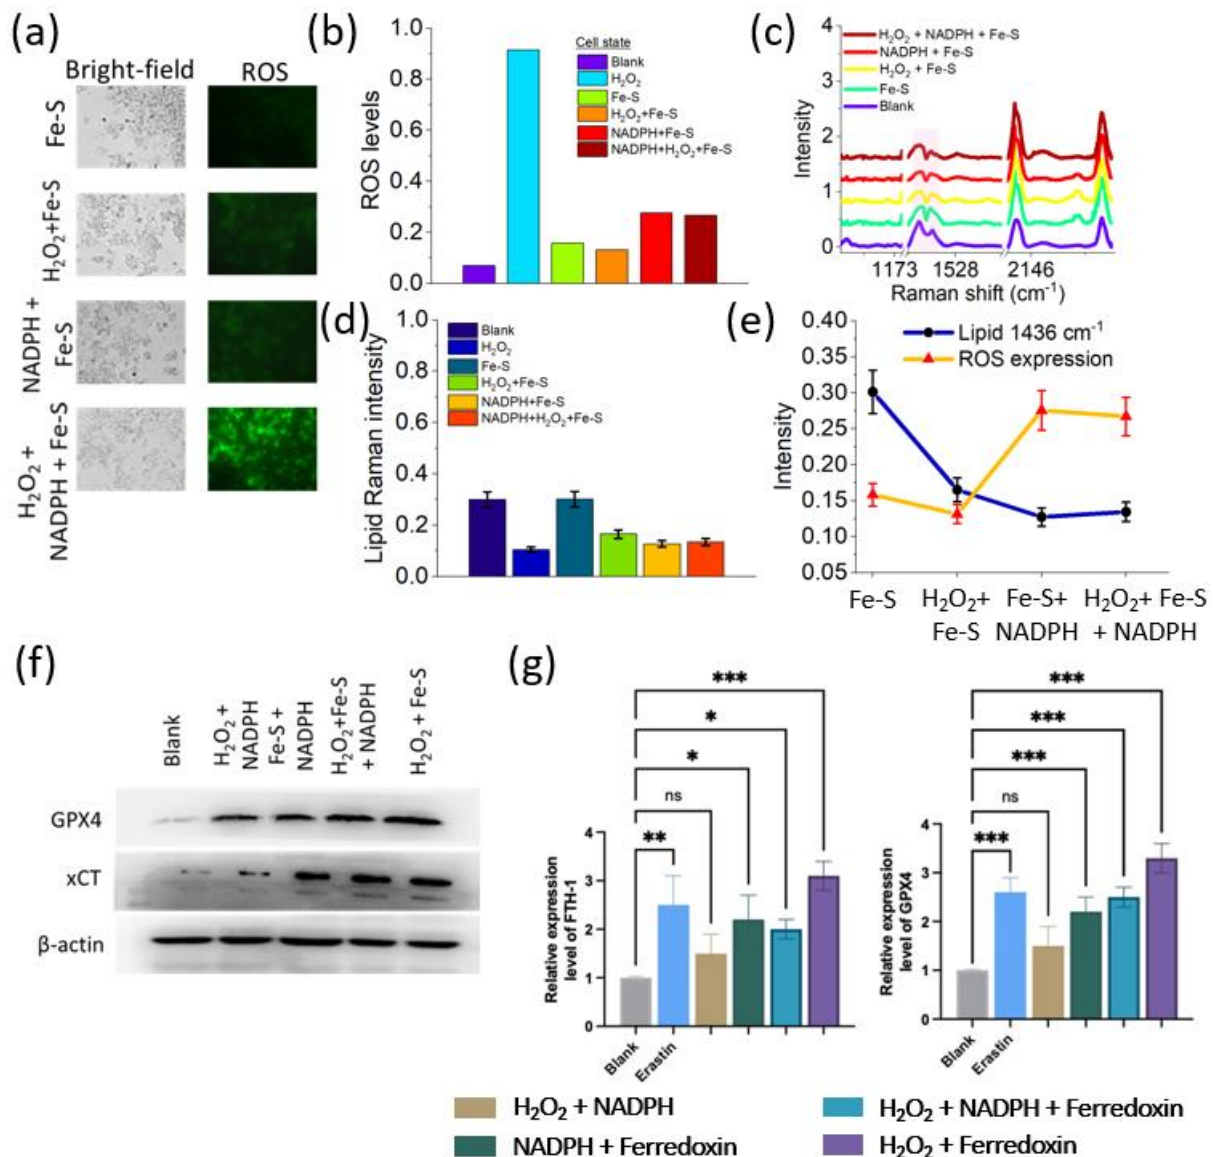 (a)
Bright-field
ROS
Fe-S
H₂O₂+Fe-S
NADPH +
Fe-S
H₂O₂ +
NADPH + Fe-S
(b)
1.0
0.8
0.6
0.4
0.2
0.0
ROS levels
Cell state
Blank
H₂O₂
Fe-S
H₂O₂+Fe-S
NADPH+Fe-S
NADPH+H₂O₂+Fe-S
(c)
4
3
2
1
0
Intensity
H₂O₂ + NADPH + Fe-S
NADPH + Fe-S
H₂O₂ + Fe-S
Fe-S
Blank
1173
1528
2146
Raman shift (cm⁻¹)
(d)
1.0
0.8
0.6
0.4
0.2
0.0
Lipid Raman intensity
Blank
H₂O₂
Fe-S
H₂O₂+Fe-S
NADPH+Fe-S
NADPH+H₂O₂+Fe-S
(e)
0.40
0.35
0.30
0.25
0.20
0.15
0.10
0.05
Intensity
Lipid 1436 cm⁻¹
ROS expression
Fe-S
H₂O₂+
Fe-S
Fe-S+
NADPH
H₂O₂+ Fe-S
+ NADPH
(f)
Blank
H₂O₂ +
NADPH
Fe-S +
NADPH
H₂O₂+Fe-S
+ NADPH
H₂O₂ + Fe-S
GPX4
xCT
β-actin
(g)
***
*
*
ns
**
4
3
2
1
0
Relative expression
level of FTH-1
Blank
Erastin
***
***
***
ns
***
4
3
2
1
0
Relative expression
level of GPX4
Blank
Erastin
H₂O₂ + NADPH
NADPH + Ferredoxin
H₂O₂ + NADPH + Ferredoxin
H₂O₂ + Ferredoxin